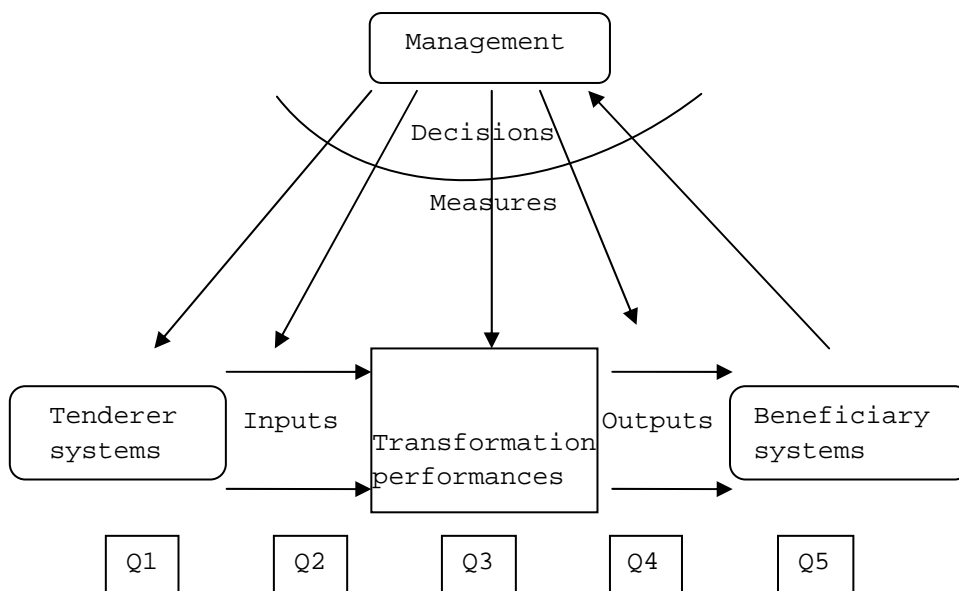 Management
Decisions
Measures
Tenderer
systems
Inputs
Transformation
performances
Outputs
Beneficiary
systems
Q1
Q2
Q3
Q4
Q5